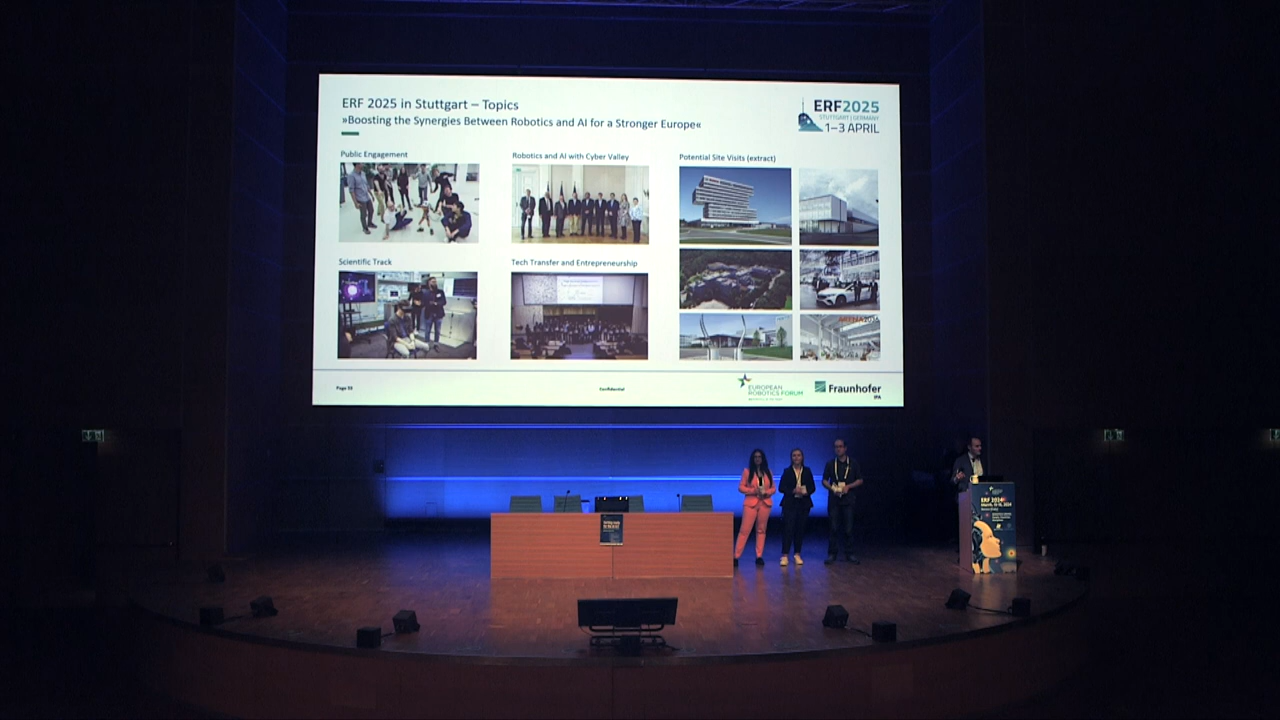 ERF 2025 in Stuttgart – Topics
»Boosting the Synergies Between Robotics and AI for a Stronger Europe«
ERF2025
STUTTGART | GERMANY
1–3 APRIL
Public Engagement
Robotics and AI with Cyber Valley
Potential Site Visits (extract)
Scientific Track
Tech Transfer and Entrepreneurship
ARENA2036
Confidential
EUROPEAN
ROBOTICS FORUM
Fraunhofer
IPA
ERF 2024